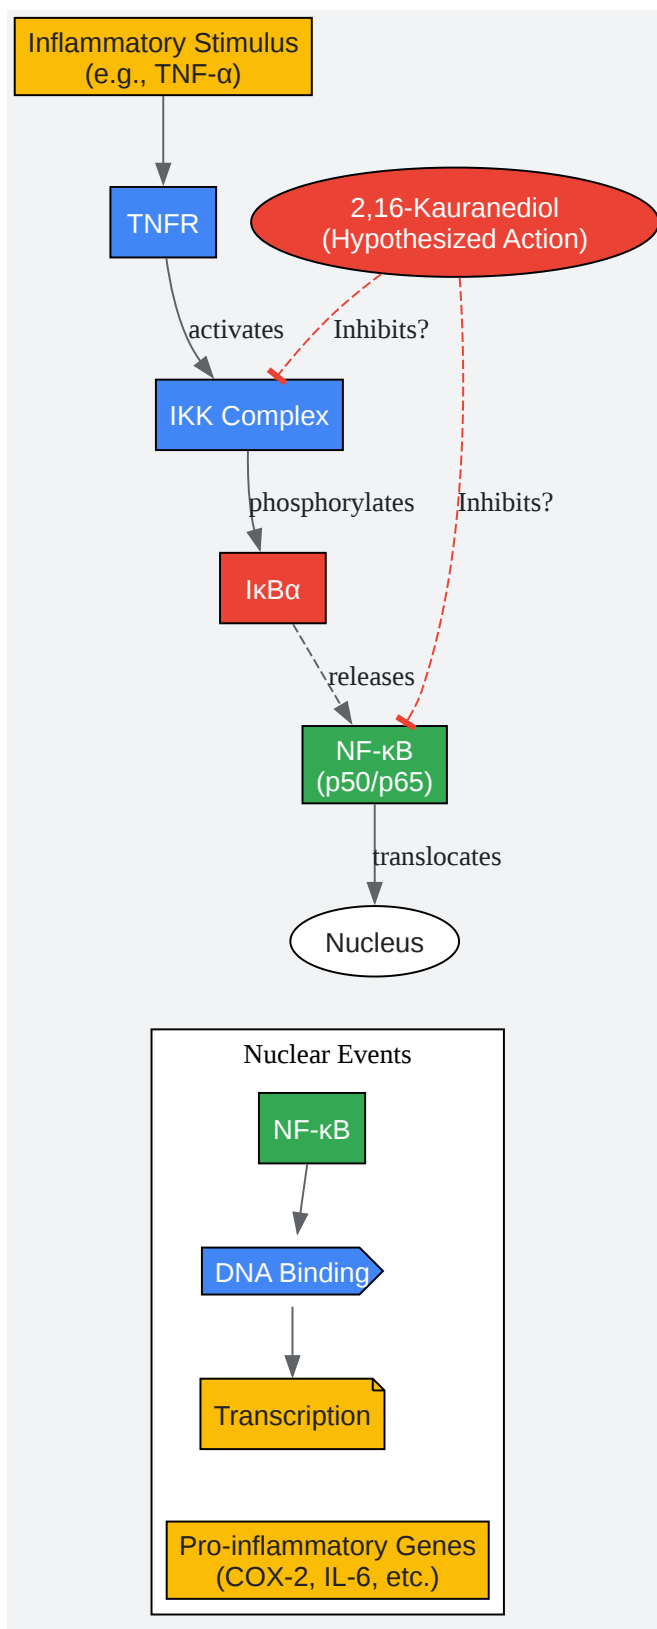 Inflammatory Stimulus
(e.g., TNF-α)
TNFR
2,16-Kauranediol
(Hypothesized Action)
activates
Inhibits?
IKK Complex
phosphorylates
Inhibits?
IκBα
releases
NF-κB
(p50/p65)
translocates
Nucleus
Nuclear Events
NF-κB
DNA Binding
Transcription
Pro-inflammatory Genes
(COX-2, IL-6, etc.)